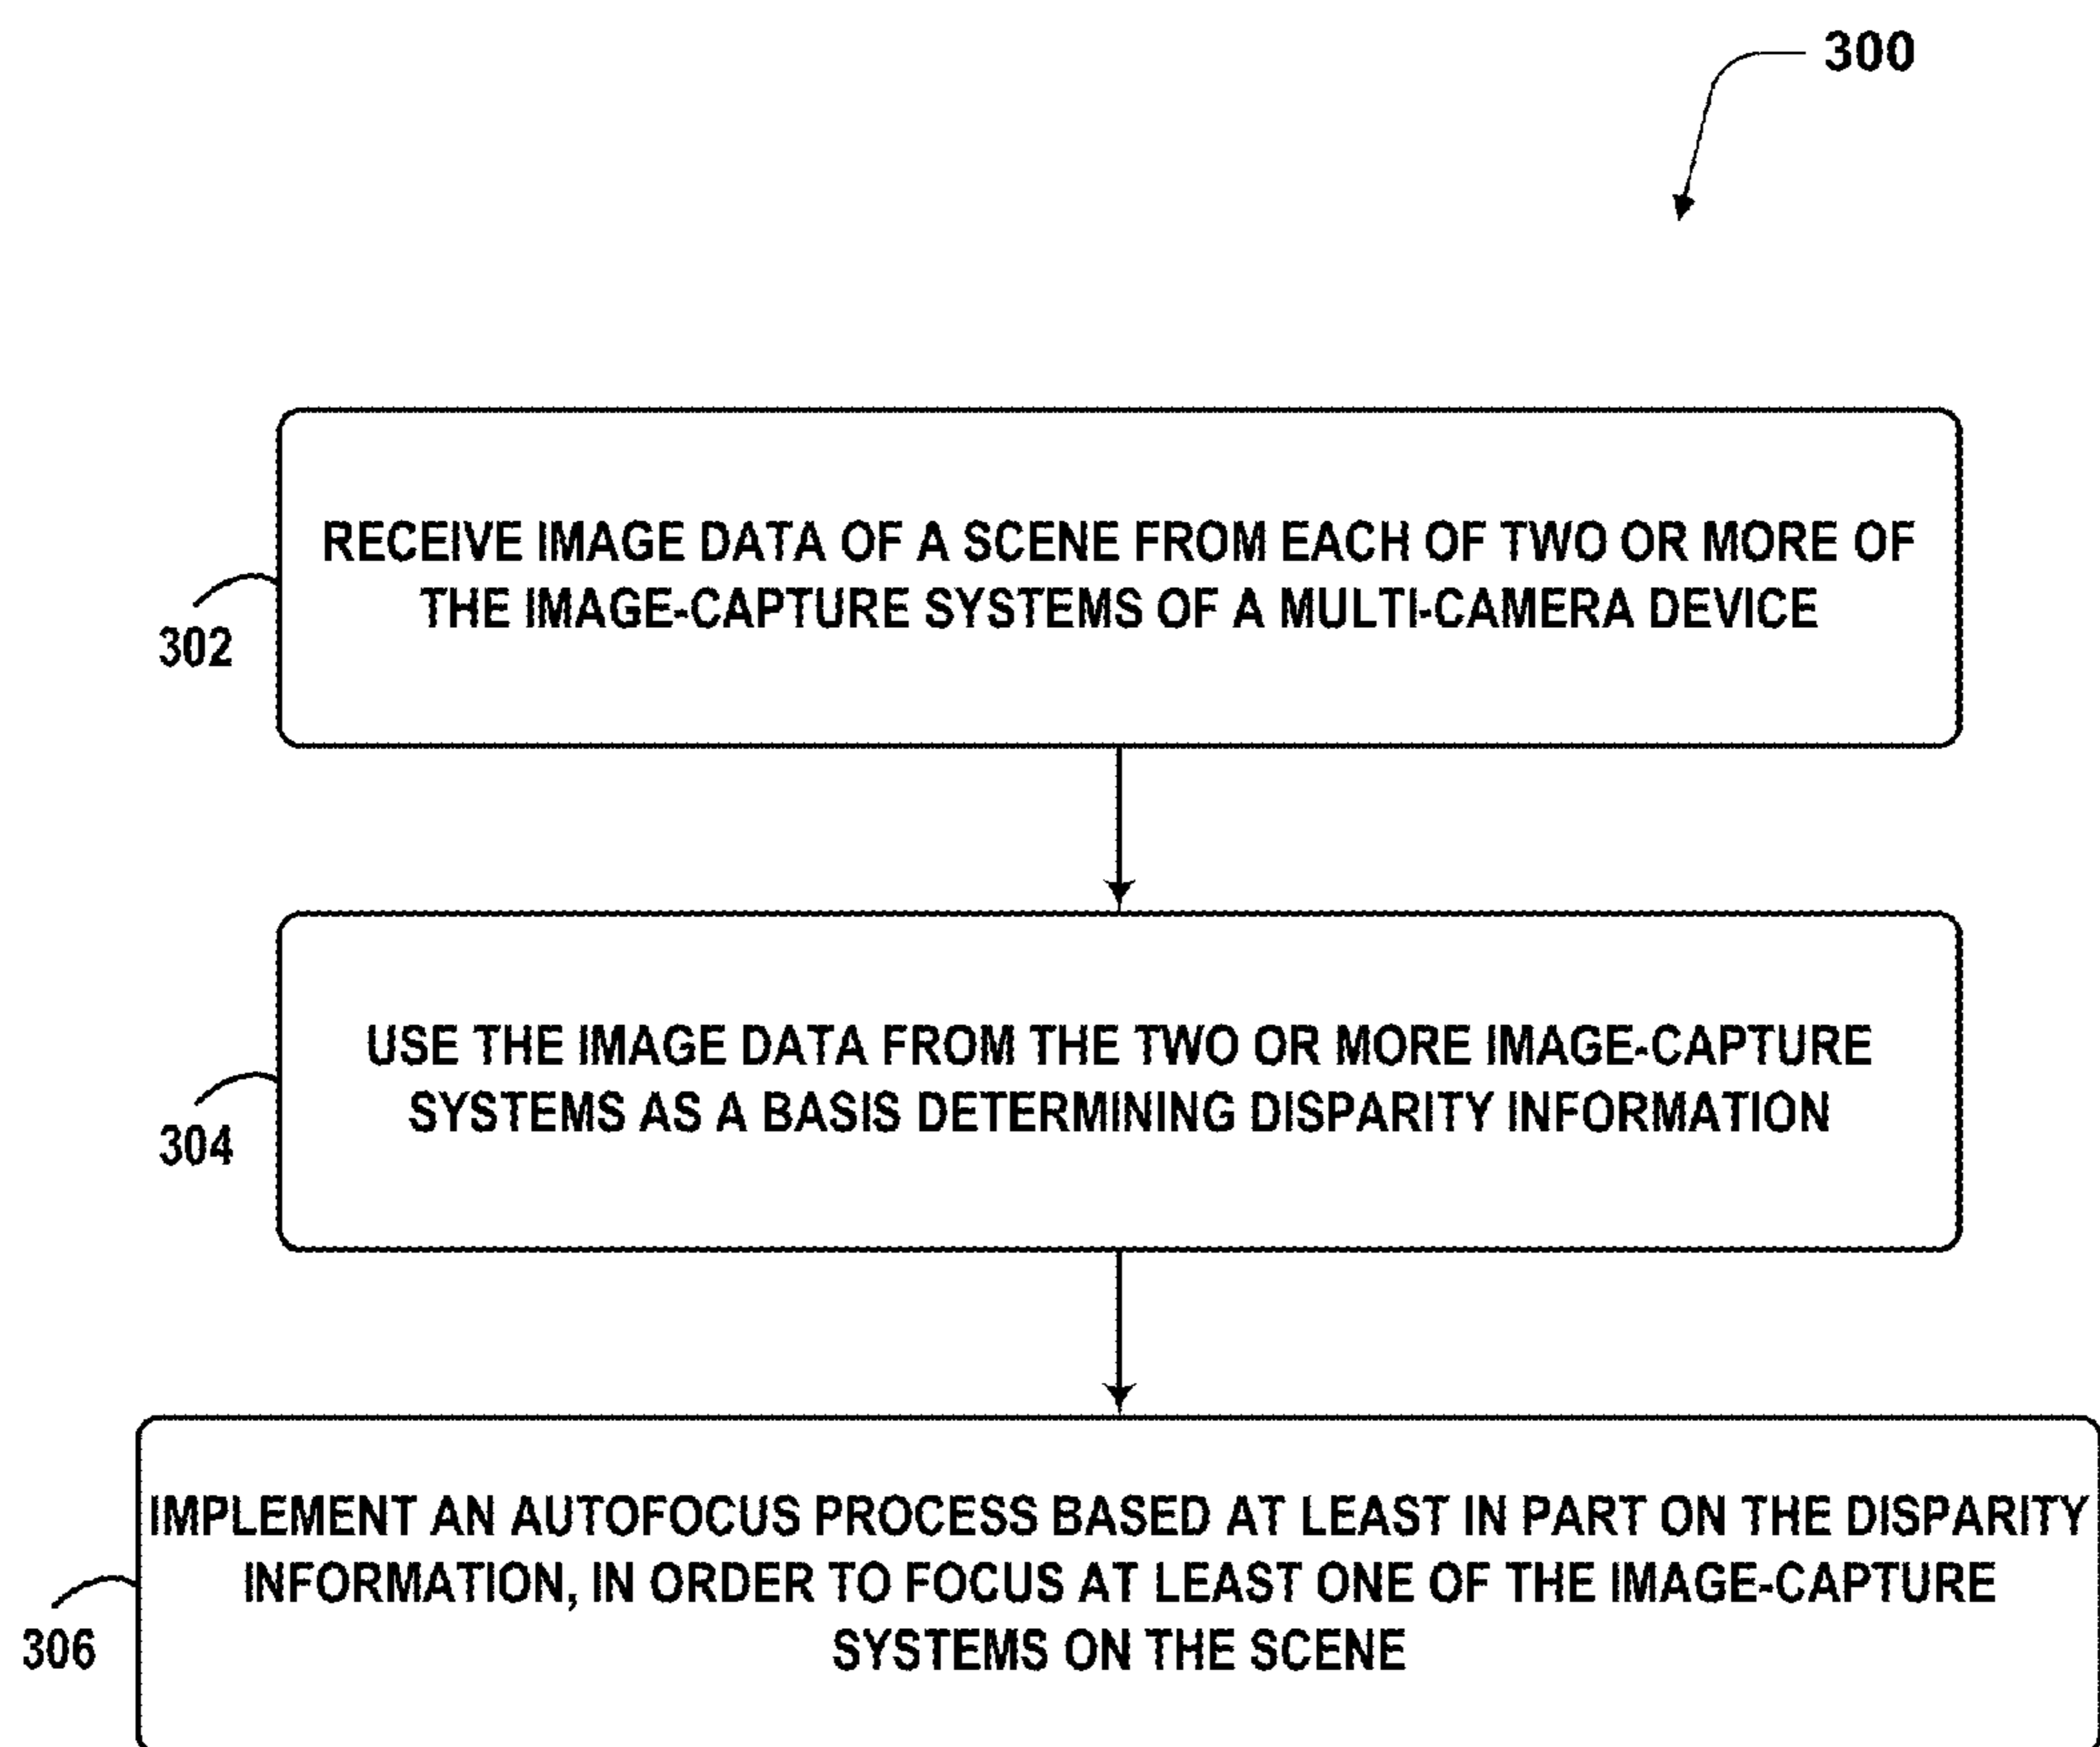 300
RECEIVE IMAGE DATA OF A SCENE FROM EACH OF TWO OR MORE OF
THE IMAGE-CAPTURE SYSTEMS OF A MULTI-CAMERA DEVICE
302
USE THE IMAGE DATA FROM THE TWO OR MORE IMAGE-CAPTURE
SYSTEMS AS A BASIS DETERMINING DISPARITY INFORMATION
304
IMPLEMENT AN AUTOFOCUS PROCESS BASED AT LEAST IN PART ON THE DISPARITY
INFORMATION, IN ORDER TO FOCUS AT LEAST ONE OF THE IMAGE-CAPTURE
SYSTEMS ON THE SCENE
306